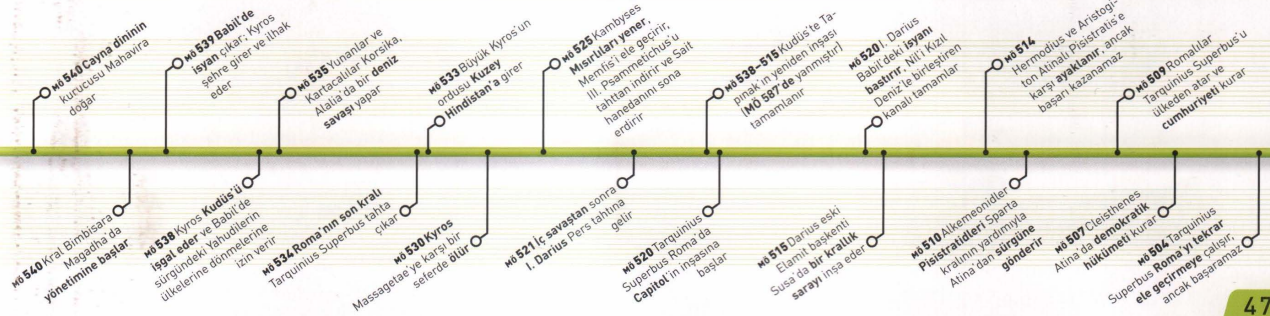 MÖ 540 Cayna dininin
kurucusu Mahavira
doğar
MÖ 539 Babil'de
isyan çıkar; Kyros
şehre girer ve ilhak
eder
MÖ 535 Yunanlar ve
Kartacalılar Korsika,
Atalia'da bir deniz
savaşı yapar
MÖ 533 Büyük Kyros'un
ordusu Kuzey
Hindistan'a girer
MÖ 525 Kambyses
Mısırlıları yener,
Memfis'i ele geçirir,
III. Psammetichus'u
tahttan indirir ve Sait
hanedanını sona
erdirir
MÖ 538–515 Kudüs'te Ta-
pınak'ın yeniden inşası
(MÖ 587'de yanmıştır)
tamamlanır
MÖ 520 I. Darius
Babil'deki isyanı
bastırır, Nil'i Kızıl
Deniz'le birleştiren
kanalı tamamlar
MÖ 514
Hermodius ve Aristogi-
ton Atinalı Pisistratis'e
karşı ayaklanır, ancak
başarı kazanamaz
MÖ 509 Romalılar
Tarquinius Superbus'u
ülkeden atar ve
cumhuriyeti kurar
MÖ 540 Kral Bimbisara
Magadha'da
yönetimine başlar
MÖ 538 Kyros Kudüs'ü
işgal eder ve Babil'de
sürgündeki Yahudilerin
ülkelerine dönmelerine
izin verir
MÖ 534 Roma'nın son kralı
Tarquinius Superbus tahta
çıkar
MÖ 530 Kyros
Massagetae'ye karşı bir
seferde ölür
MÖ 521 İç savaştan sonra
I. Darius Pers tahtına
gelir
MÖ 520 Tarquinius
Superbus Roma'da
Capitol'in inşasına
başlar
MÖ 515 Darius eski
Elamit başkenti
Susa'da bir kraliyet
sarayı inşa eder
MÖ 510 Alkemeonidler
Pisistratidleri Sparta
kralının yardımıyla
Atina'dan sürgüne
gönderir
MÖ 507 Cleisthenes
Atina'da demokratik
hükümeti kurar
MÖ 504 Tarquinius
Superbus Roma'yı tekrar
ele geçirmeye çalışır,
ancak başaramaz
47